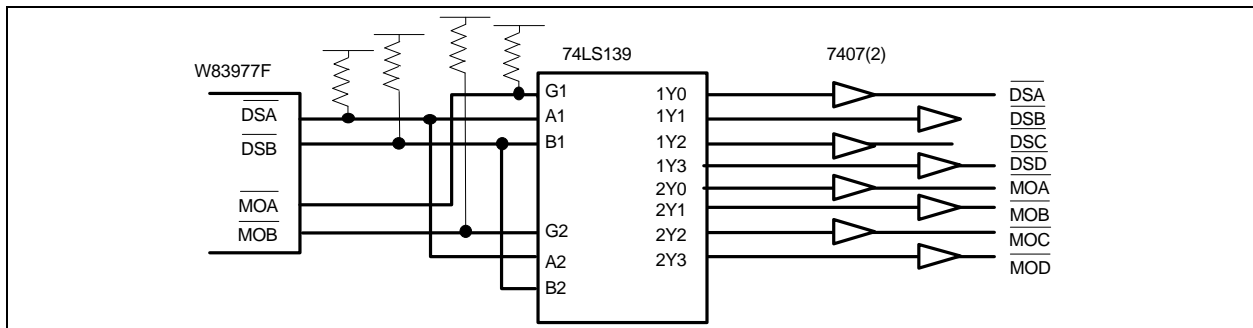 74LS139
7407(2)
W83977F
DSA
DSB
MOA
MOB
G1
A1
B1
G2
A2
B2
1Y0
1Y1
1Y2
1Y3
2Y0
2Y1
2Y2
2Y3
DSA
DSB
DSC
DSD
MOA
MOB
MOC
MOD